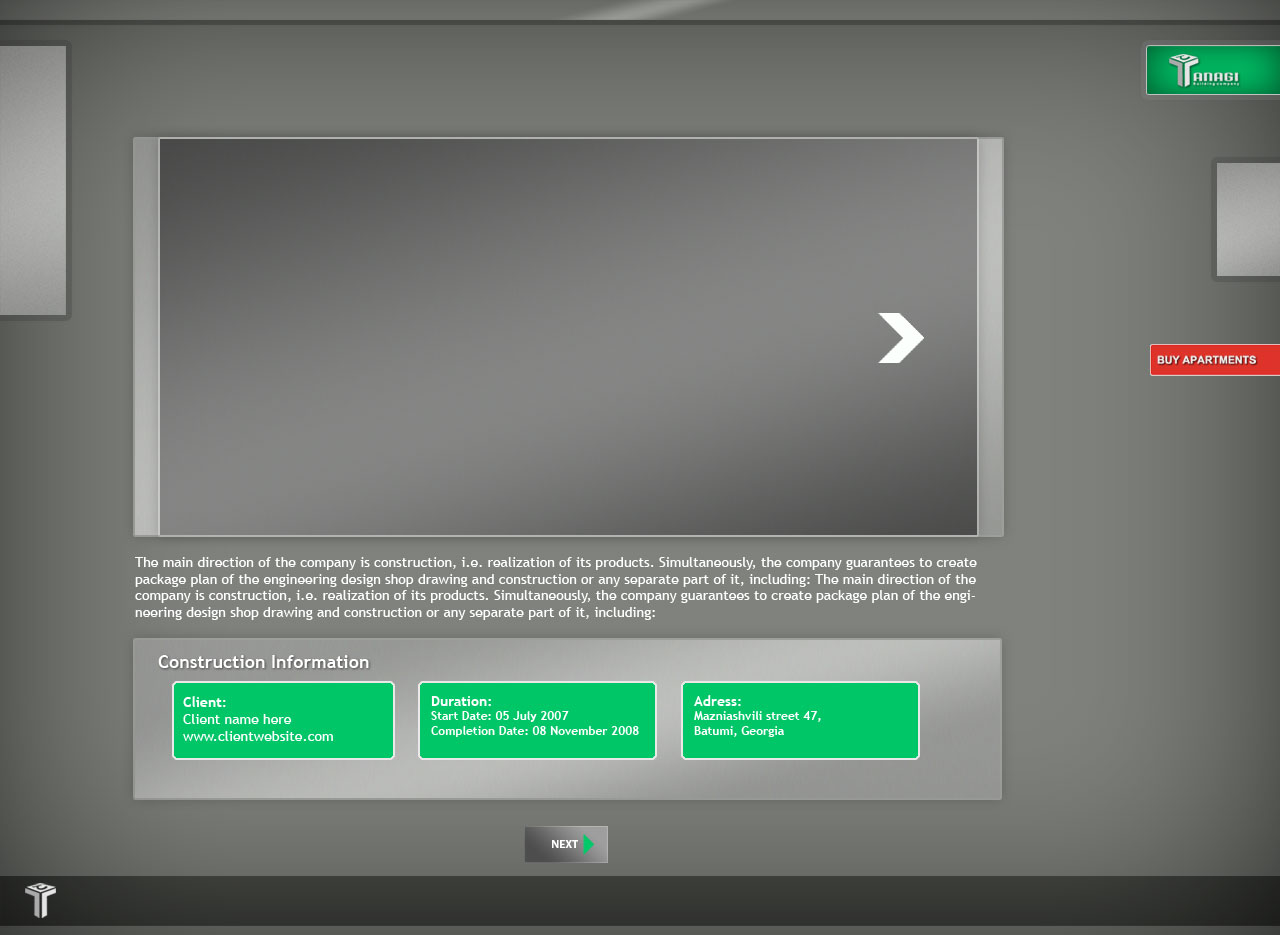 TANAGI
building company
BUY APARTMENTS
The main direction of the company is construction, i.e. realization of its products. Simultaneously, the company guarantees to create
package plan of the engineering design shop drawing and construction or any separate part of it, including: The main direction of the
company is construction, i.e. realization of its products. Simultaneously, the company guarantees to create package plan of the engi-
neering design shop drawing and construction or any separate part of it, including:
Construction Information
Client:
Client name here
www.clientwebsite.com
Duration:
Start Date: 05 July 2007
Completion Date: 08 November 2008
Adress:
Mazniashvili street 47,
Batumi, Georgia
NEXT